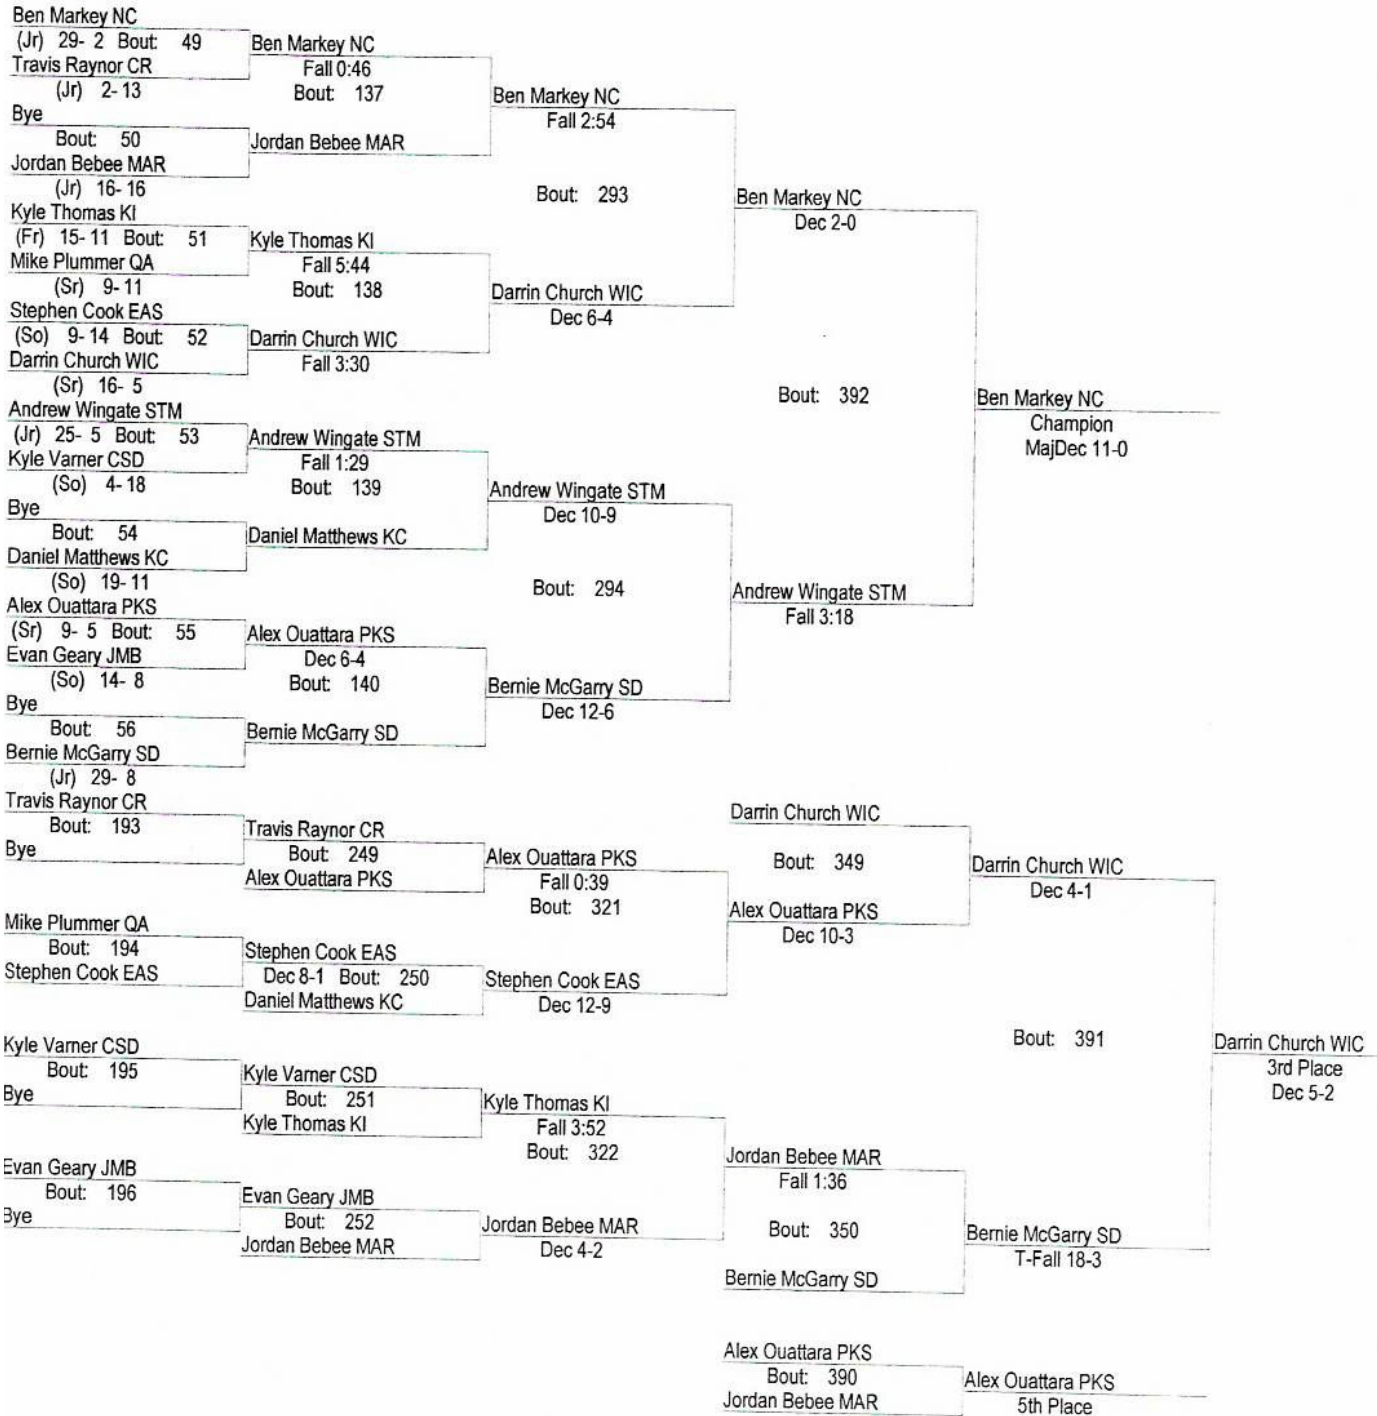 Ben Markey NC
(Jr) 29- 2 Bout: 49
Travis Raynor CR
(Jr) 2- 13
Bye
Bout: 50
Jordan Bebee MAR
(Jr) 16- 16
Kyle Thomas KI
(Fr) 15- 11 Bout: 51
Mike Plummer QA
(Sr) 9- 11
Stephen Cook EAS
(So) 9- 14 Bout: 52
Darrin Church WIC
(Sr) 16- 5
Andrew Wingate STM
(Jr) 25- 5 Bout: 53
Kyle Varner CSD
(So) 4- 18
Bye
Bout: 54
Daniel Matthews KC
(So) 19- 11
Alex Ouattara PKS
(Sr) 9- 5 Bout: 55
Evan Geary JMB
(So) 14- 8
Bye
Bout: 56
Bernie McGarry SD
(Jr) 29- 8
Ben Markey NC
Fall 0:46
Bout: 137
Jordan Bebee MAR
Kyle Thomas KI
Fall 5:44
Bout: 138
Darrin Church WIC
Fall 3:30
Andrew Wingate STM
Fall 1:29
Bout: 139
Daniel Matthews KC
Alex Ouattara PKS
Dec 6-4
Bout: 140
Bernie McGarry SD
Ben Markey NC
Fall 2:54
Bout: 293
Darrin Church WIC
Dec 6-4
Andrew Wingate STM
Dec 10-9
Bout: 294
Bernie McGarry SD
Dec 12-6
Ben Markey NC
Dec 2-0
Bout: 392
Andrew Wingate STM
Fall 3:18
Ben Markey NC
Champion
MajDec 11-0
Travis Raynor CR
Bout: 193
Bye
Mike Plummer QA
Bout: 194
Stephen Cook EAS
Kyle Varner CSD
Bout: 195
Bye
Evan Geary JMB
Bout: 196
Bye
Travis Raynor CR
Bout: 249
Alex Ouattara PKS
Stephen Cook EAS
Dec 8-1 Bout: 250
Daniel Matthews KC
Kyle Varner CSD
Bout: 251
Kyle Thomas KI
Evan Geary JMB
Bout: 252
Jordan Bebee MAR
Alex Ouattara PKS
Fall 0:39
Bout: 321
Stephen Cook EAS
Dec 12-9
Kyle Thomas KI
Fall 3:52
Bout: 322
Jordan Bebee MAR
Dec 4-2
Darrin Church WIC
Bout: 349
Alex Ouattara PKS
Dec 10-3
Jordan Bebee MAR
Fall 1:36
Bout: 350
Bernie McGarry SD
Darrin Church WIC
Dec 4-1
Bout: 391
Bernie McGarry SD
T-Fall 18-3
Darrin Church WIC
3rd Place
Dec 5-2
Alex Ouattara PKS
Bout: 390
Jordan Bebee MAR
Alex Ouattara PKS
5th Place